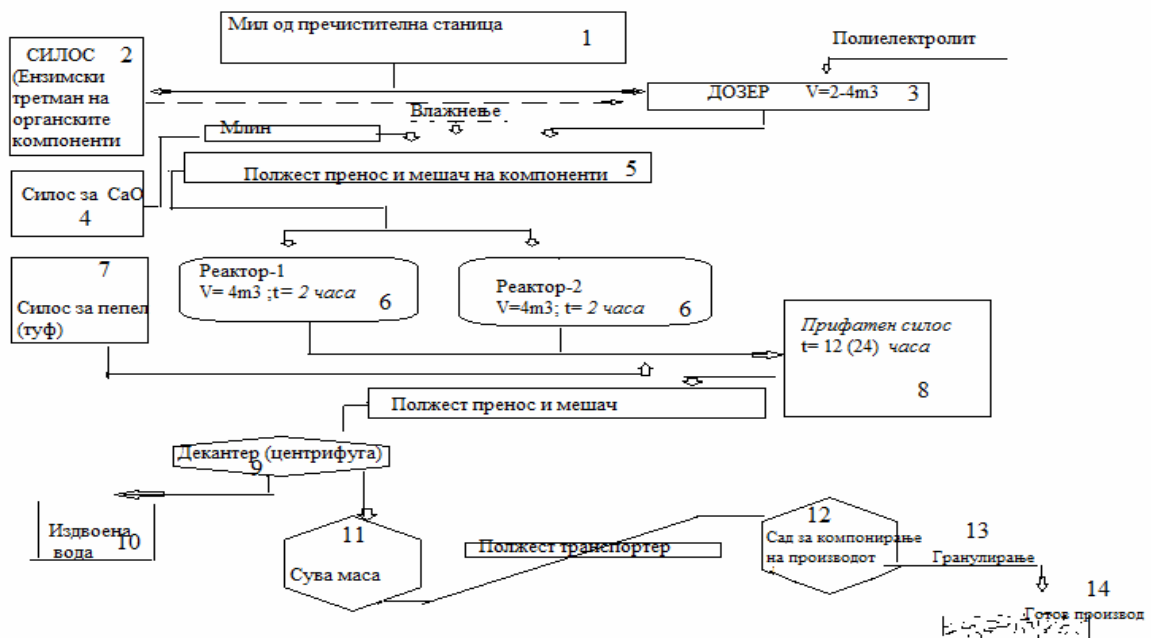 Мил од пречистителна станица
1
СИЛОС 2
(Ензимски
третман на
органските
компоненти
Полиелектролит
ДОЗЕР V=2-4m3 3
Влажнење
Млин
Полжест пренос и мешач на компоненти 5
Силос за CaO
4
7
Силос за пепел
(туф)
Реактор-1
V= 4m3 ;t= 2 часа 6
Реактор-2
V=4m3; t= 2 часа 6
Прифатен силос
t= 12 (24) часа
8
Полжест пренос и мешач
Декантер (центрифуга)
9
Издвоена
вода 10
11
Сува маса
Полжест транспортер
12
Сад за компонирање
на производот
13
Гранулирање
14
Готов производ